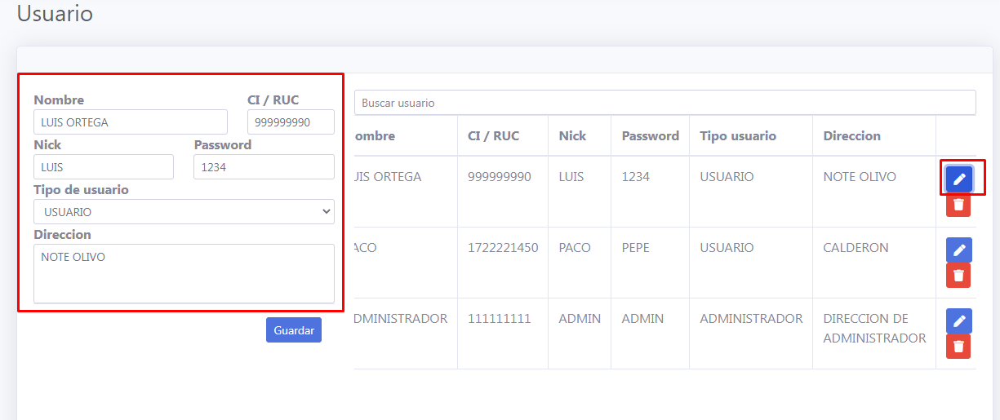 Usuario
Nombre
CI / RUC
LUIS ORTEGA
999999990
Nick
Password
LUIS
1234
Tipo de usuario
USUARIO
Direccion
NOTE OLIVO
Guardar
Buscar usuario
ombre CI / RUC Nick Password Tipo usuario Direccion
UIS ORTEGA 999999990 LUIS 1234 USUARIO NOTE OLIVO
ACO 1722221450 PACO PEPE USUARIO CALDERON
DMINISTRADOR 111111111 ADMIN ADMIN ADMINISTRADOR DIRECCION DE
ADMINISTRADOR